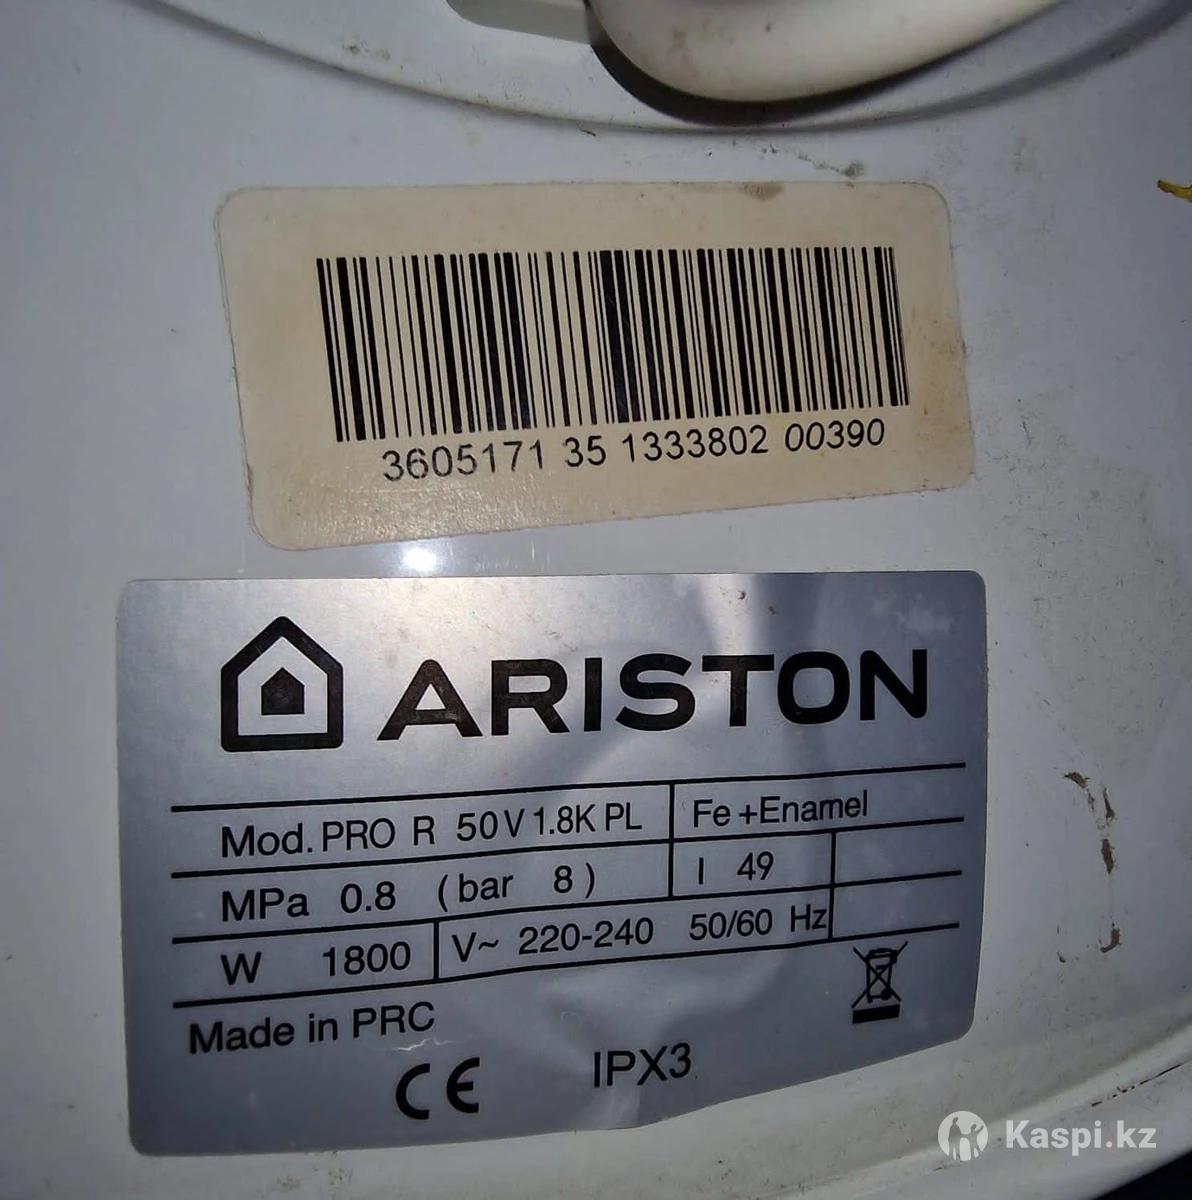 3605171 35 1333802 00390
ARISTON
Mod. PRO R 50V 1.8K PL Fe+Enamel
MPa 0.8 (bar 8) l 49
W 1800 V~ 220-240 50/60 Hz
Made in PRC
CE IPX3
Kaspi.kz